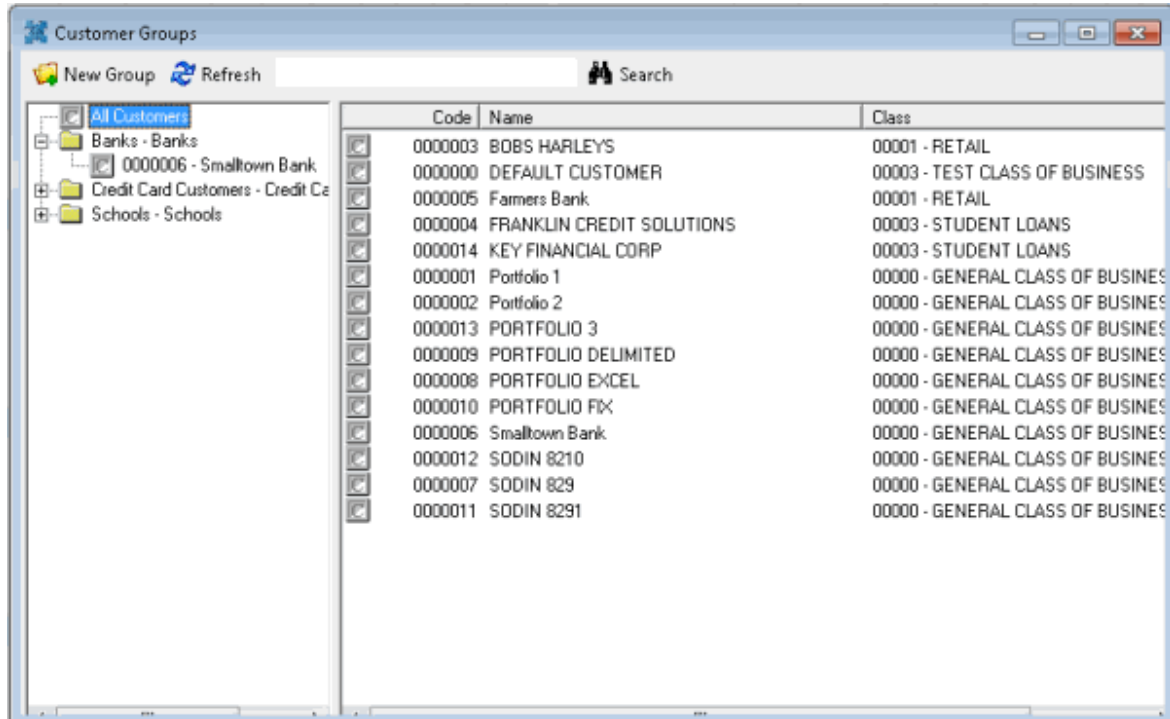 Customer Groups
New Group Refresh Search
All Customers
Banks - Banks
0000006 - Smalltown Bank
Credit Card Customers - Credit Ca
Schools - Schools
Code Name Class
0000003 BOBS HARLEYS 00001 - RETAIL
0000000 DEFAULT CUSTOMER 00003 - TEST CLASS OF BUSINESS
0000005 Farmers Bank 00001 - RETAIL
0000004 FRANKLIN CREDIT SOLUTIONS 00003 - STUDENT LOANS
0000014 KEY FINANCIAL CORP 00003 - STUDENT LOANS
0000001 Portfolio 1 00000 - GENERAL CLASS OF BUSINES
0000002 Portfolio 2 00000 - GENERAL CLASS OF BUSINES
0000013 PORTFOLIO 3 00000 - GENERAL CLASS OF BUSINES
0000009 PORTFOLIO DELIMITED 00000 - GENERAL CLASS OF BUSINES
0000008 PORTFOLIO EXCEL 00000 - GENERAL CLASS OF BUSINES
0000010 PORTFOLIO FIX 00000 - GENERAL CLASS OF BUSINES
0000006 Smalltown Bank 00000 - GENERAL CLASS OF BUSINES
0000012 SODIN 8210 00000 - GENERAL CLASS OF BUSINES
0000007 SODIN 829 00000 - GENERAL CLASS OF BUSINES
0000011 SODIN 8291 00000 - GENERAL CLASS OF BUSINES